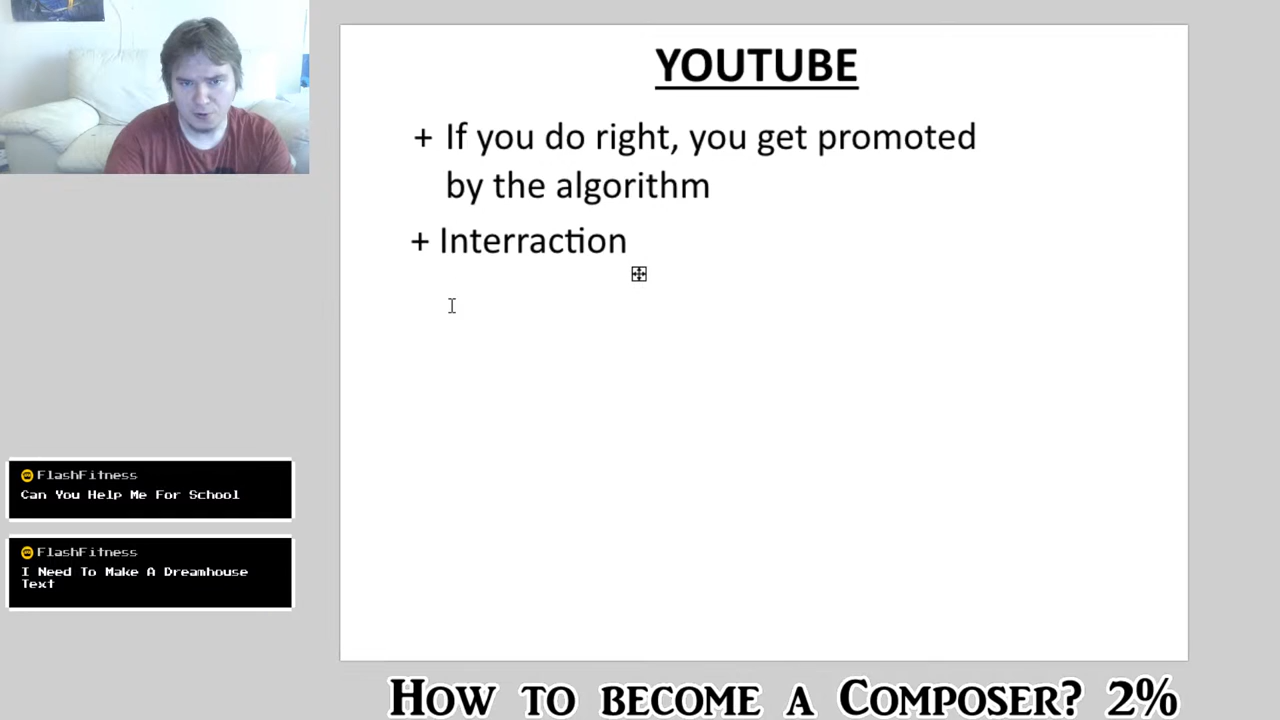 YOUTUBE
+ If you do right, you get promoted
by the algorithm
+ Interraction
FlashFitness
Can You Help Me For School
FlashFitness
I Need To Make A Dreamhouse
Text
How to become a Composer? 2%